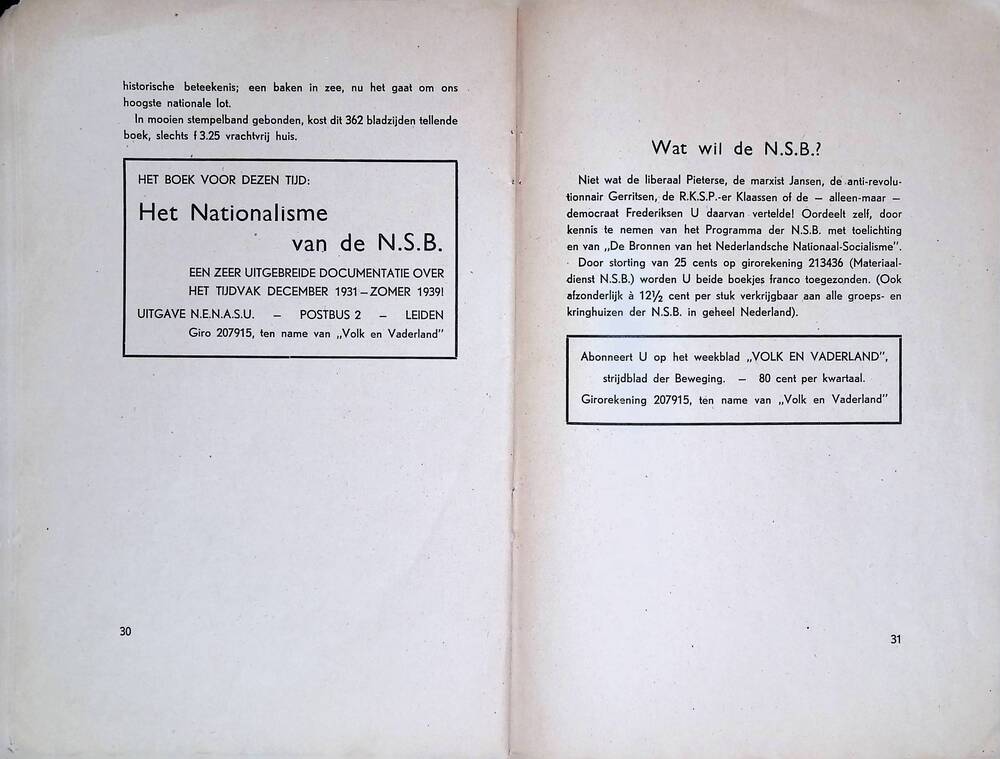 historische beteekenis; een baken in zee, nu het gaat om ons
hoogste nationale lot.
In mooien stempelband gebonden, kost dit 362 bladzijden tellende
boek, slechts f 3.25 vrachtvrij huis.
HET BOEK VOOR DEZEN TIJD:
Het Nationalisme
van de N.S.B.
EEN ZEER UITGEBREIDE DOCUMENTATIE OVER
HET TIJDVAK DECEMBER 1931–ZOMER 1939!
UITGAVE N.E.N.A.S.U. — POSTBUS 2 — LEIDEN
Giro 207915, ten name van „Volk en Vaderland"
30
Wat wil de N.S.B.?
Niet wat de liberaal Pieterse, de marxist Jansen, de anti-revolu-
tionnair Gerritsen, de R.K.S.P.-er Klaassen of de — alleen-maar —
democraat Frederiksen U daarvan vertelde! Oordeelt zelf, door
kennis te nemen van het Programma der N.S.B. met toelichting
en van „De Bronnen van het Nederlandsche Nationaal-Socialisme".
Door storting van 25 cents op girorekening 213436 (Materiaal-
dienst N.S.B.) worden U beide boekjes franco toegezonden. (Ook
afzonderlijk à 12½ cent per stuk verkrijgbaar aan alle groeps- en
kringhuizen der N.S.B. in geheel Nederland).
Abonneert U op het weekblad „VOLK EN VADERLAND",
strijdblad der Beweging. — 80 cent per kwartaal.
Girorekening 207915, ten name van „Volk en Vaderland"
31